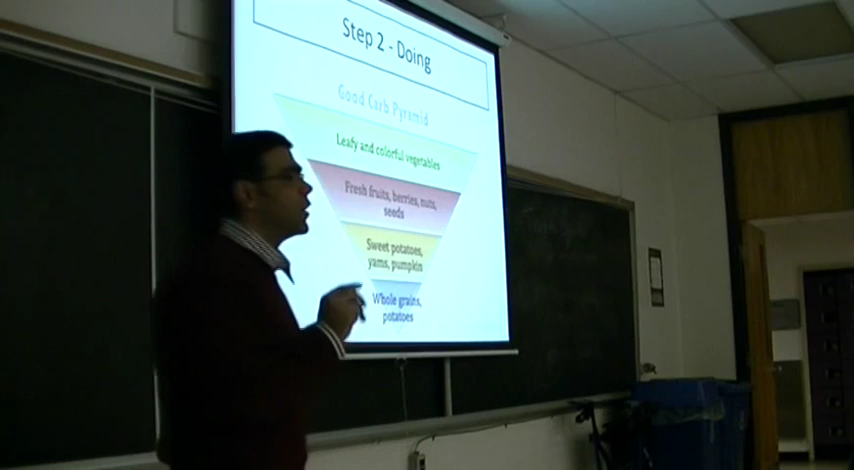 Step 2 - Doing
Good Carb Pyramid
Leafy and colorful vegetables
Fresh fruits, berries, nuts,
seeds
Sweet potatoes,
yams, pumpkin
Whole grains,
potatoes